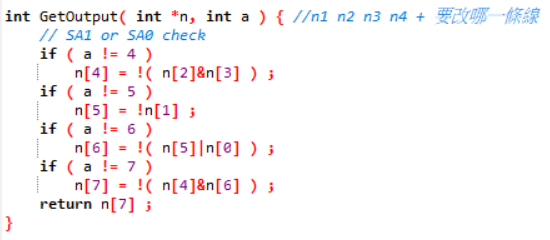 int GetOutput( int *n, int a ) { //n1 n2 n3 n4 + 要改哪一條線
// SA1 or SA0 check
if ( a != 4 )
n[4] = !( n[2]&n[3] ) ;
if ( a != 5 )
n[5] = !n[1] ;
if ( a != 6 )
n[6] = !( n[5]|n[0] ) ;
if ( a != 7 )
n[7] = !( n[4]&n[6] ) ;
return n[7] ;
}